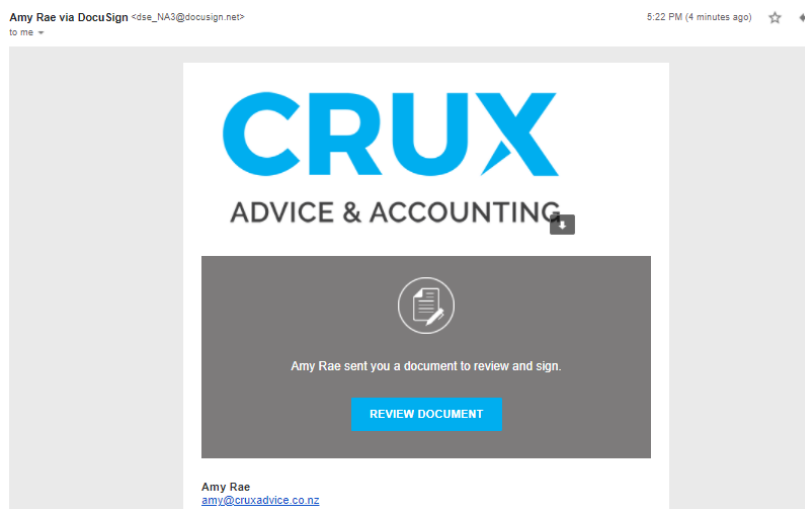 Amy Rae via DocuSign <dse_NA3@docusign.net>
5:22 PM (4 minutes ago)
to me
CRUX
ADVICE & ACCOUNTING
Amy Rae sent you a document to review and sign.
REVIEW DOCUMENT
Amy Rae
amy@cruxadvice.co.nz